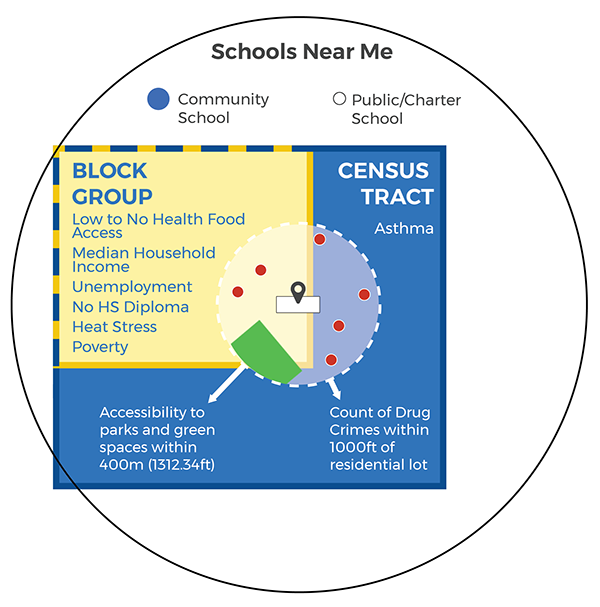 Schools Near Me
Community
School
Public/Charter
School
BLOCK
GROUP
Low to No Health Food
Access
Median Household
Income
Unemployment
No HS Diploma
Heat Stress
Poverty
CENSUS
TRACT
Asthma
Accessibility to
parks and green
spaces within
400m (1312.34ft)
Count of Drug
Crimes within
1000ft of
residential lot